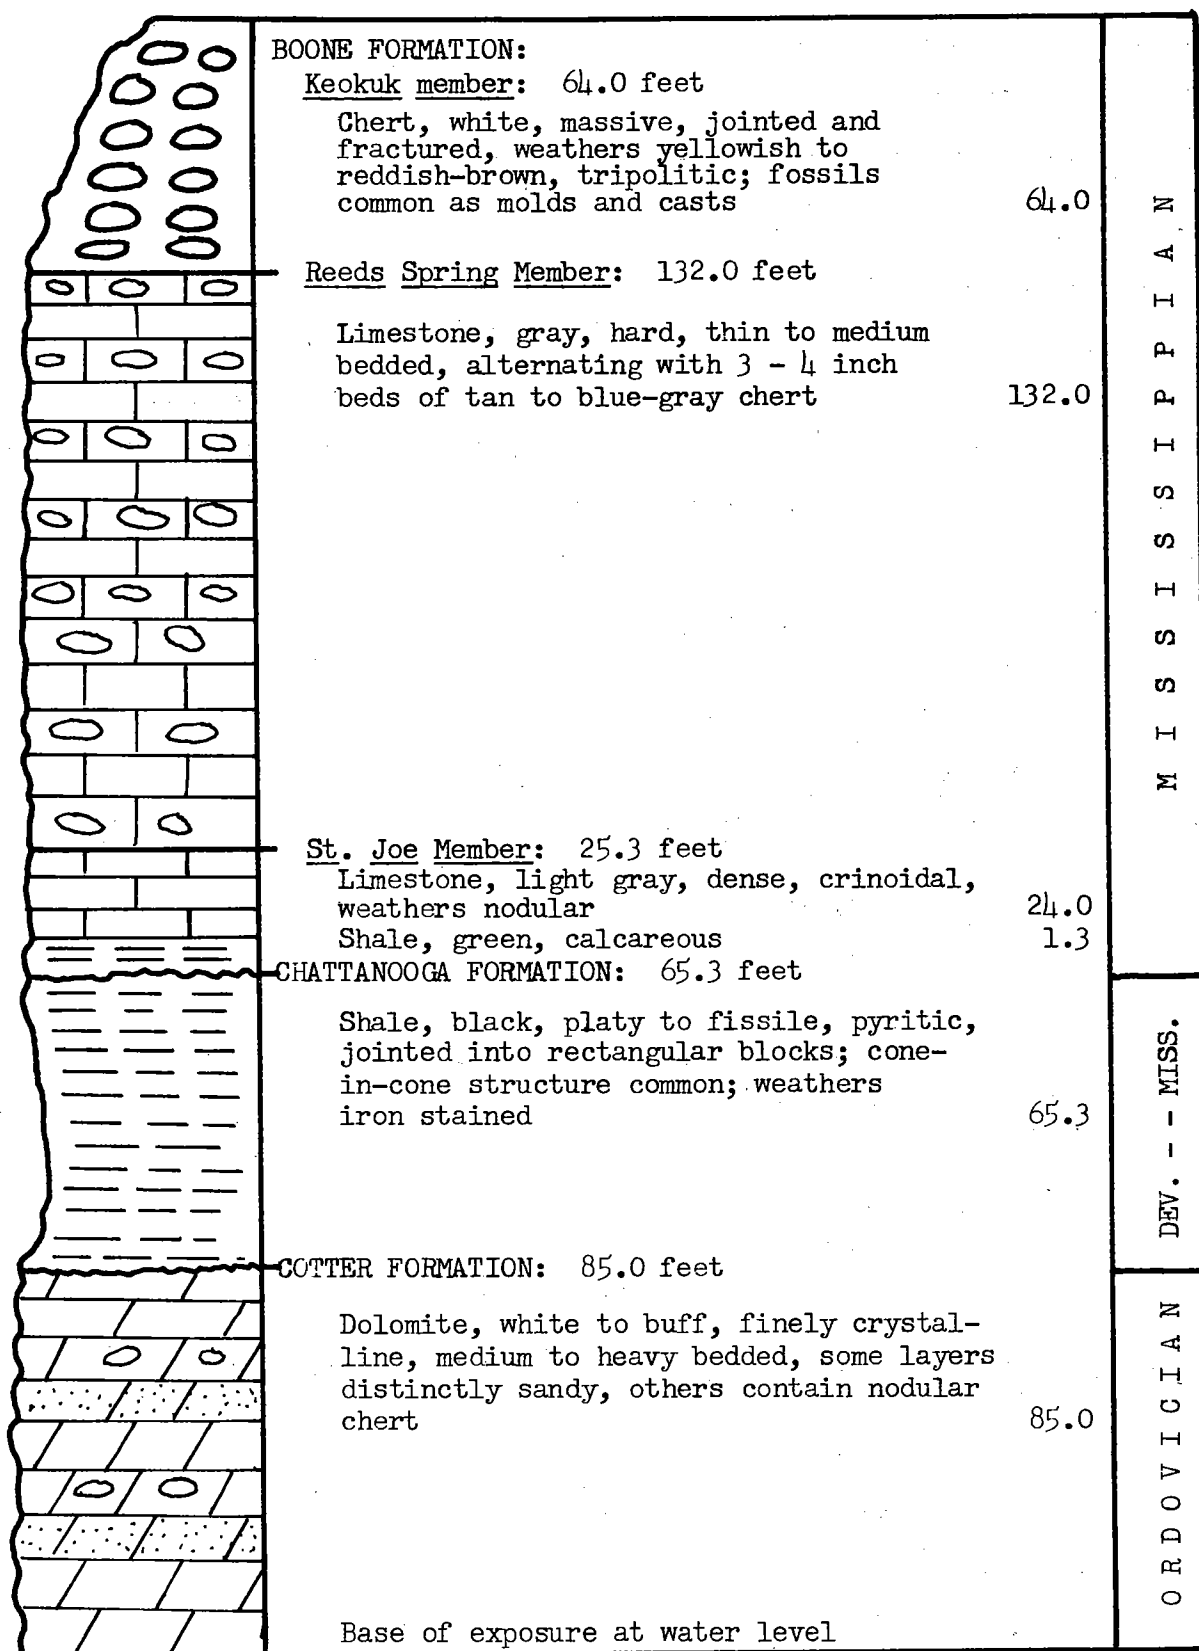 BOONE FORMATION:
Keokuk member: 64.0 feet
Chert, white, massive, jointed and
fractured, weathers yellowish to
reddish-brown, tripolitic; fossils
common as molds and casts 64.0
Reeds Spring Member: 132.0 feet
Limestone, gray, hard, thin to medium
bedded, alternating with 3 - 4 inch
beds of tan to blue-gray chert 132.0
St. Joe Member: 25.3 feet
Limestone, light gray, dense, crinoidal,
weathers nodular 24.0
Shale, green, calcareous 1.3
CHATTANOOGA FORMATION: 65.3 feet
Shale, black, platy to fissile, pyritic,
jointed into rectangular blocks; cone-
in-cone structure common; weathers
iron stained 65.3
COTTER FORMATION: 85.0 feet
Dolomite, white to buff, finely crystal-
line, medium to heavy bedded, some layers
distinctly sandy, others contain nodular
chert 85.0
Base of exposure at water level
MISSISSIPPIAN
DEV. - - MISS.
ORDOVICIAN